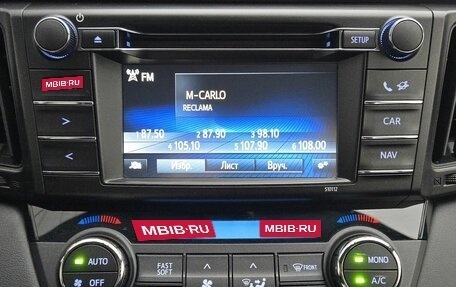 SETUP
FM
M-CARLO
RECLAMA
MBIB.RU
1 87.50 2 87.90 3 98.10
4 105.10 5 107.90 6 108.00
CAR
Избр. Лист Вруч.
NAV
510112
MBIB.RU MBIB.RU
AUTO
FAST SOFT
FRONT
MONO
OFF
A/C